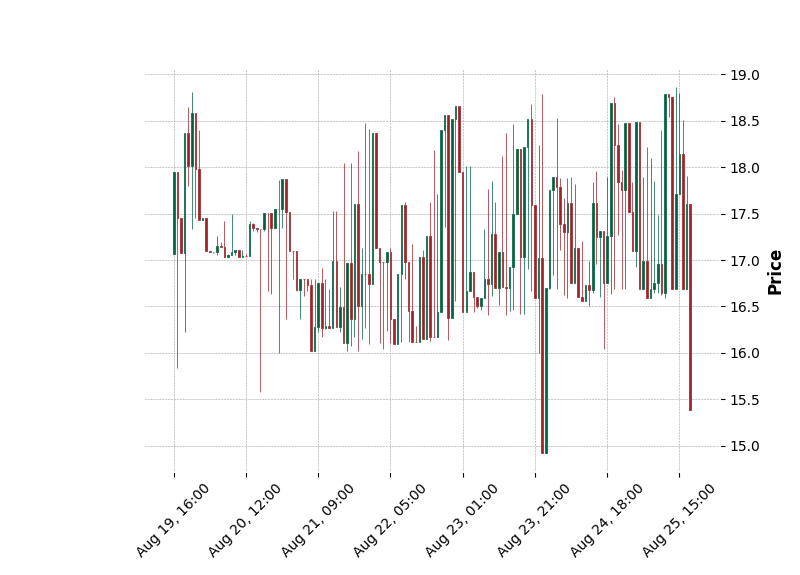 19.0
18.5
18.0
17.5
17.0
16.5
16.0
15.5
15.0
Price
Aug 19, 16:00
Aug 20, 12:00
Aug 21, 09:00
Aug 22, 05:00
Aug 23, 01:00
Aug 23, 21:00
Aug 24, 18:00
Aug 25, 15:00